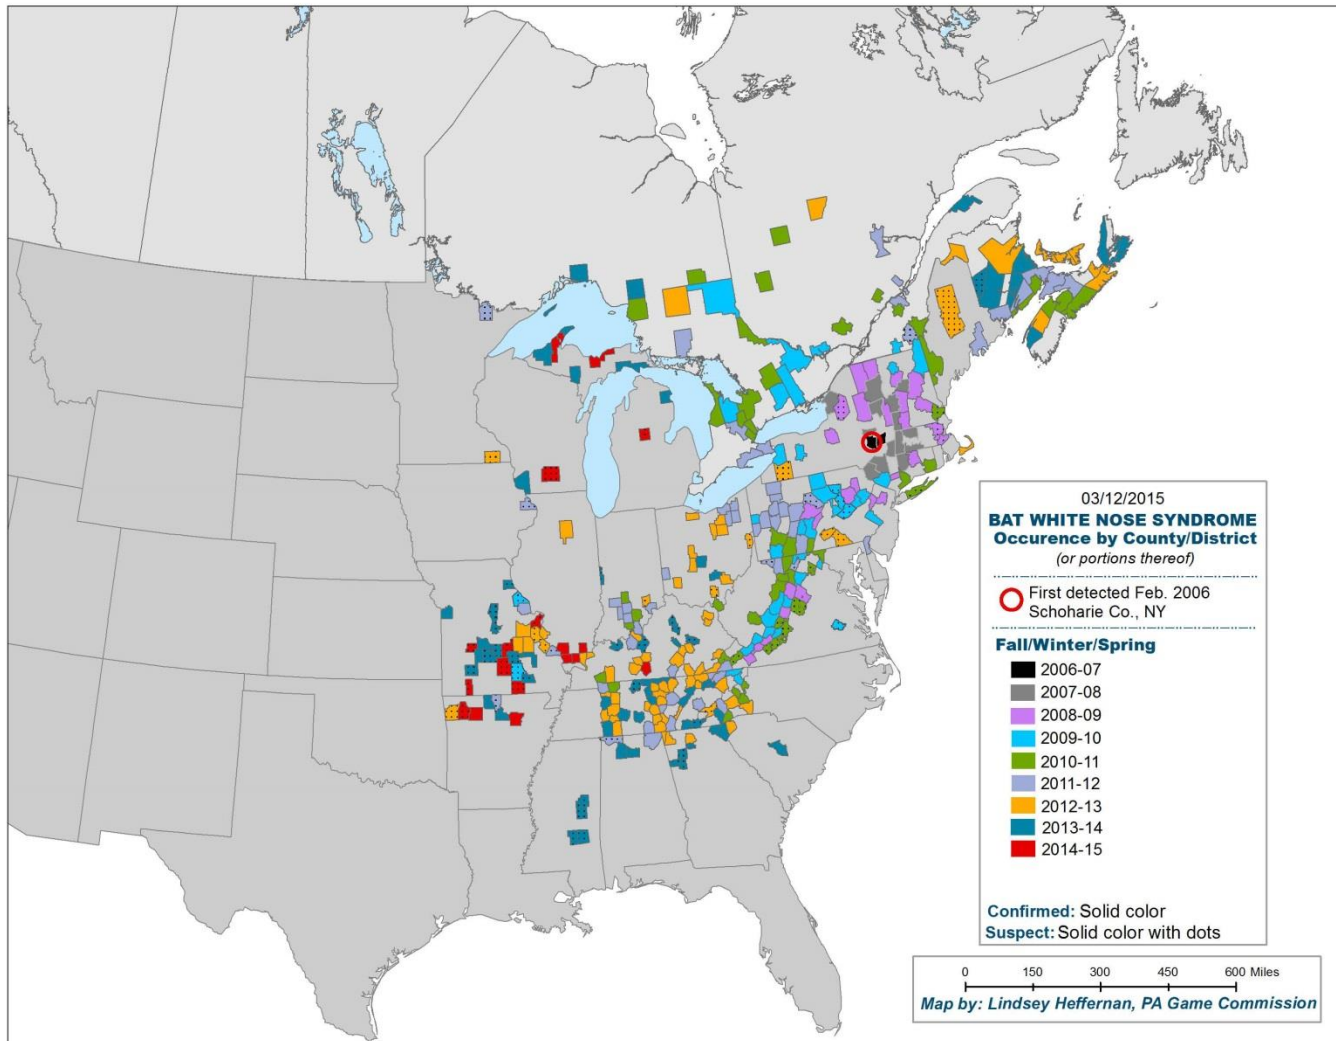 03/12/2015
BAT WHITE NOSE SYNDROME
Occurence by County/District
(or portions thereof)
First detected Feb. 2006
Schoharie Co., NY
Fall/Winter/Spring
2006-07
2007-08
2008-09
2009-10
2010-11
2011-12
2012-13
2013-14
2014-15
Confirmed: Solid color
Suspect: Solid color with dots
0 150 300 450 600 Miles
Map by: Lindsey Heffernan, PA Game Commission